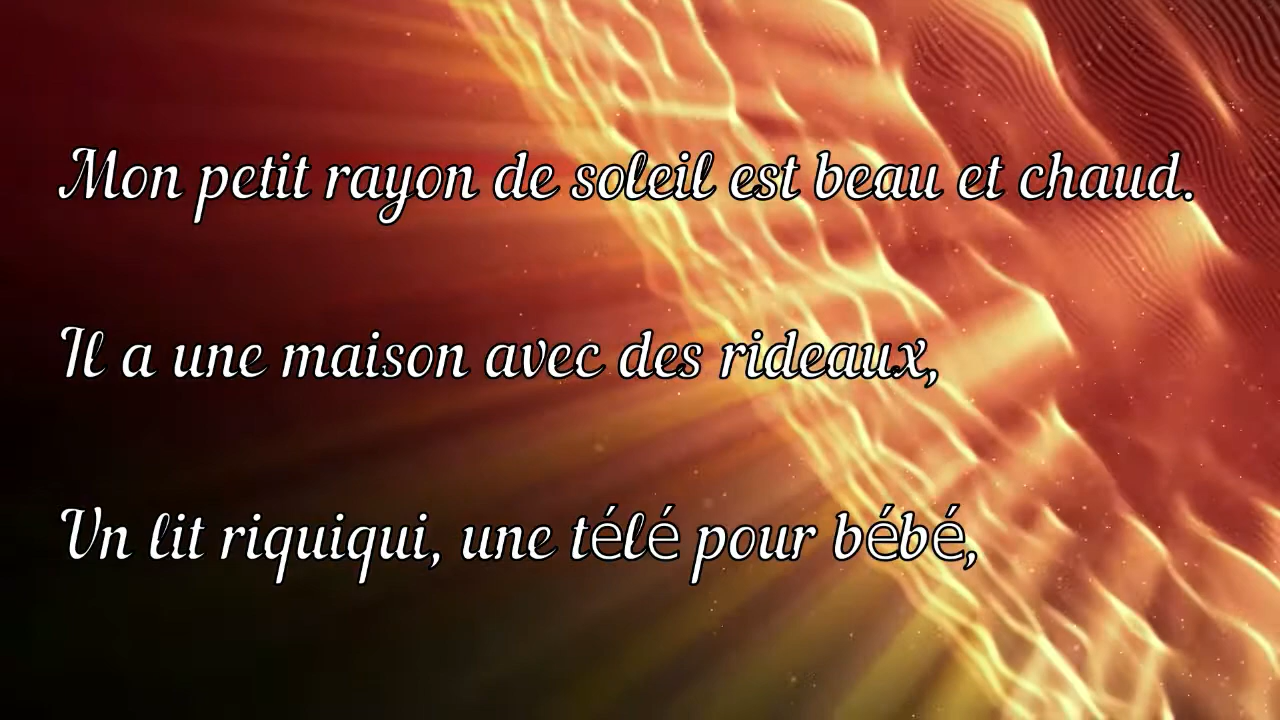 Mon petit rayon de soleil est beau et chaud.
Il a une maison avec des rideaux,
Un lit riquiqui, une télé pour bébé,